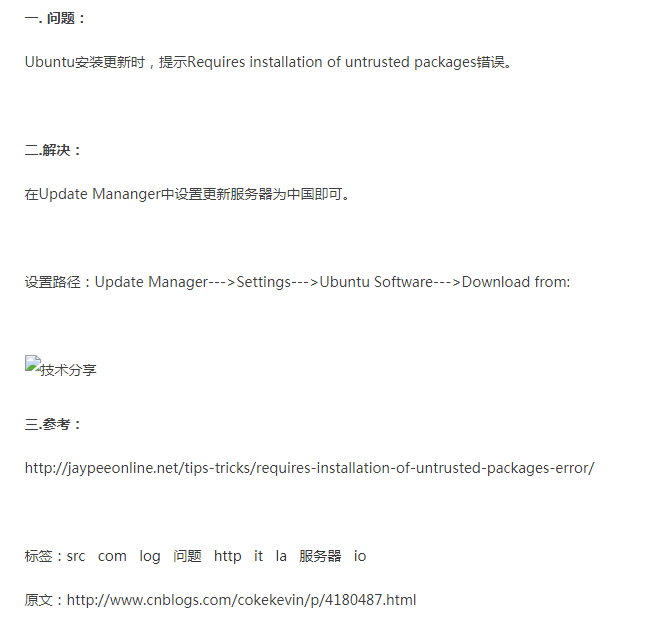 一. 问题：
Ubuntu安装更新时，提示Requires installation of untrusted packages错误。
二.解决：
在Update Mananger中设置更新服务器为中国即可。
设置路径：Update Manager--->Settings--->Ubuntu Software--->Download from:
技术分享
三.参考：
http://jaypeeonline.net/tips-tricks/requires-installation-of-untrusted-packages-error/
标签：src com log 问题 http it la 服务器 io
原文：http://www.cnblogs.com/cokekevin/p/4180487.html